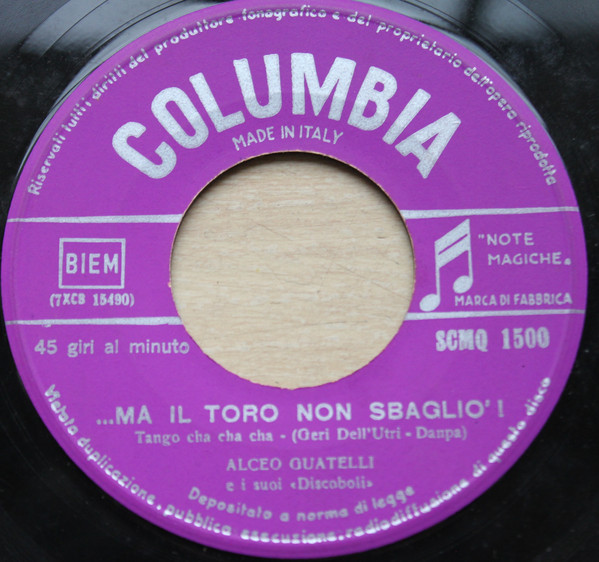 Riservati tutti i diritti del produttore fonografico e del proprietario dell'opera riprodotta
COLUMBIA
MADE IN ITALY
BIEM
(7XCB 15490)
"NOTE
MAGICHE"
MARCA DI FABBRICA
45 giri al minuto
SCMQ 1500
...MA IL TORO NON SBAGLIO'!
Tango cha cha cha - (Geri Dell'Utri - Danpa)
ALCEO GUATELLI
e i suoi «Discoboli»
Depositato a norma di legge
Vietata duplicazione, pubblica esecuzione, radiodiffusione di questo disco